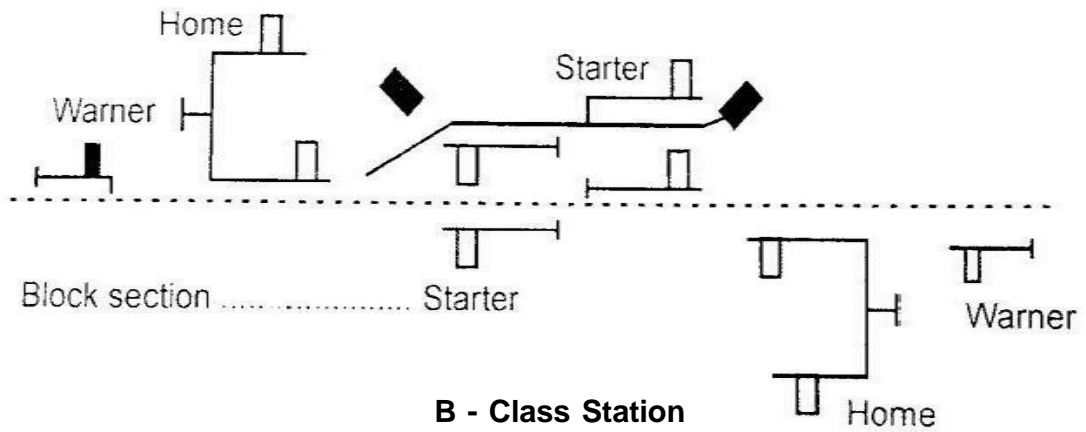 Home
Starter
Warner
Block section ..................... Starter
Warner
B - Class Station
Home